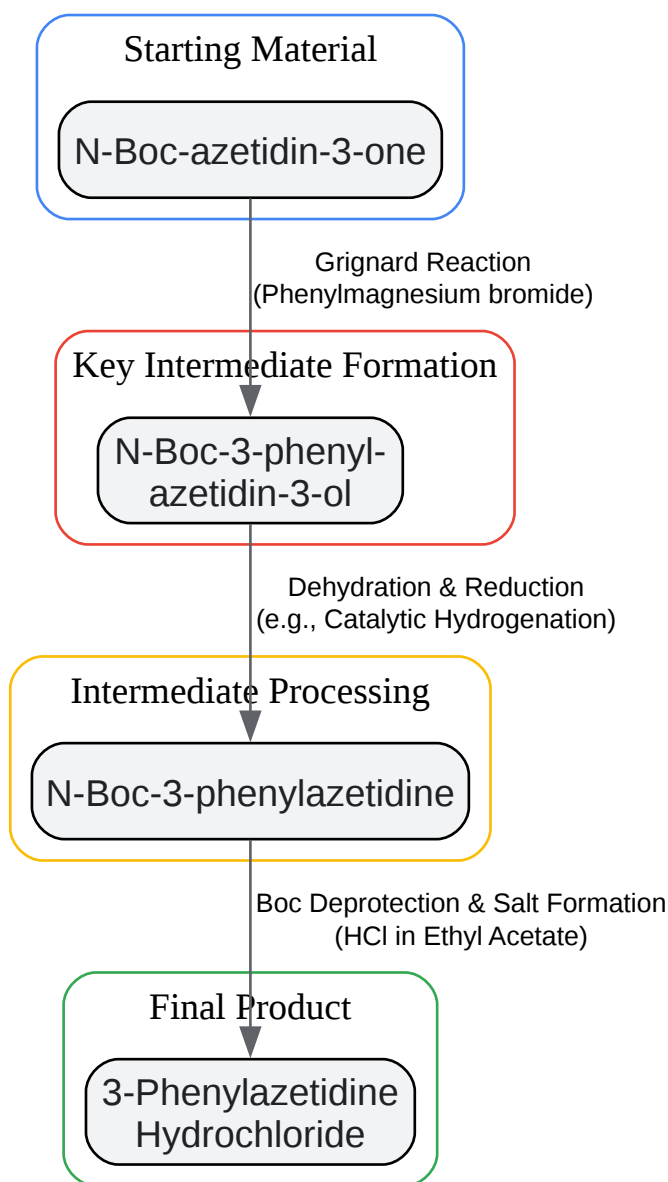 Starting Material
N-Boc-azetidin-3-one
Grignard Reaction
(Phenylmagnesium bromide)
Key Intermediate Formation
N-Boc-3-phenyl-
azetidin-3-ol
Dehydration & Reduction
(e.g., Catalytic Hydrogenation)
Intermediate Processing
N-Boc-3-phenylazetidine
Boc Deprotection & Salt Formation
(HCl in Ethyl Acetate)
Final Product
3-Phenylazetidine
Hydrochloride